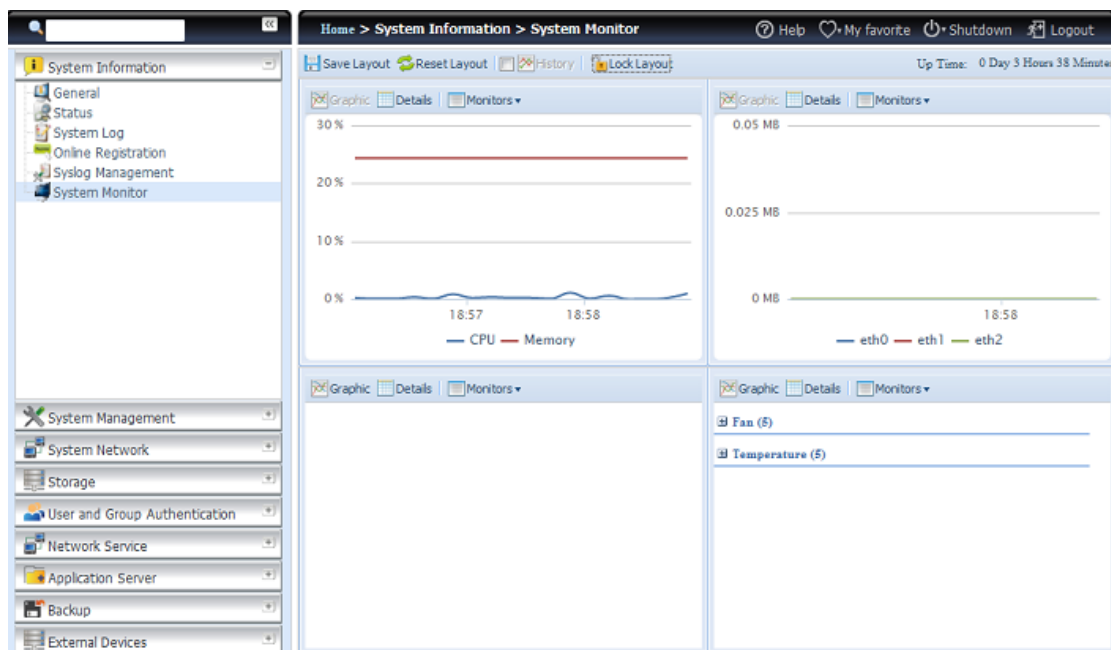 Home > System Information > System Monitor
Help My favorite Shutdown Logout
System Information
General
Status
System Log
Online Registration
Syslog Management
System Monitor
System Management
System Network
Storage
User and Group Authentication
Network Service
Application Server
Backup
External Devices
Save Layout Reset Layout History Lock Layout
Up Time: 0 Day 3 Hours 38 Minute
Graphic Details Monitors
30 %
20 %
10 %
0 %
18:57 18:58
CPU Memory
Graphic Details Monitors
0.05 MB
0.025 MB
0 MB
18:58
eth0 eth1 eth2
Graphic Details Monitors
Graphic Details Monitors
Fan (5)
Temperature (5)